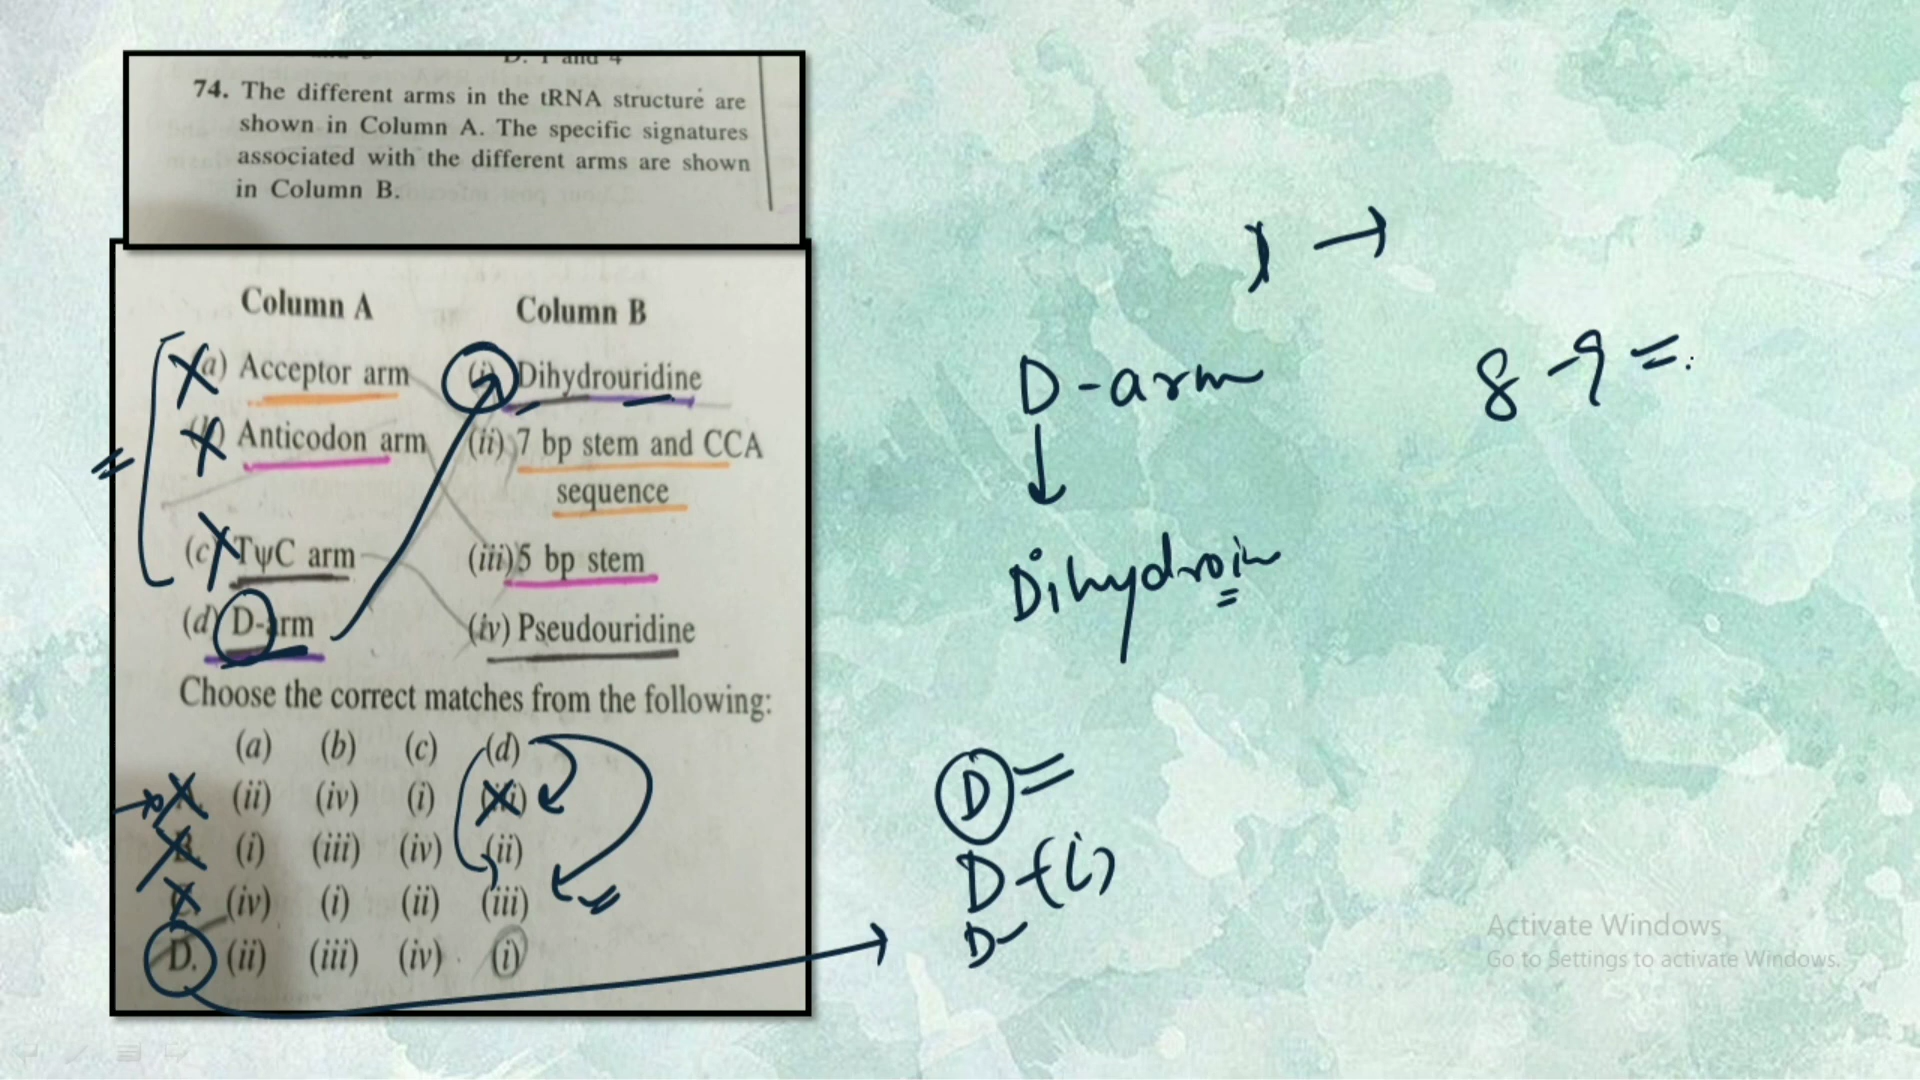 D. 1 and 4
74. The different arms in the tRNA structure are
shown in Column A. The specific signatures
associated with the different arms are shown
in Column B.
Column A Column B
(a) Acceptor arm (i) Dihydrouridine
(b) Anticodon arm (ii) 7 bp stem and CCA
sequence
(c) TψC arm (iii) 5 bp stem
(d) D-arm (iv) Pseudouridine
Choose the correct matches from the following:
(a) (b) (c) (d)
A. (ii) (iv) (i) (iii)
B. (i) (iii) (iv) (ii)
C. (iv) (i) (ii) (iii)
D. (ii) (iii) (iv) (i)
8-9 =
D-arm
D =
D-(i)
D-
Activate Windows
Go to Settings to activate Windows.